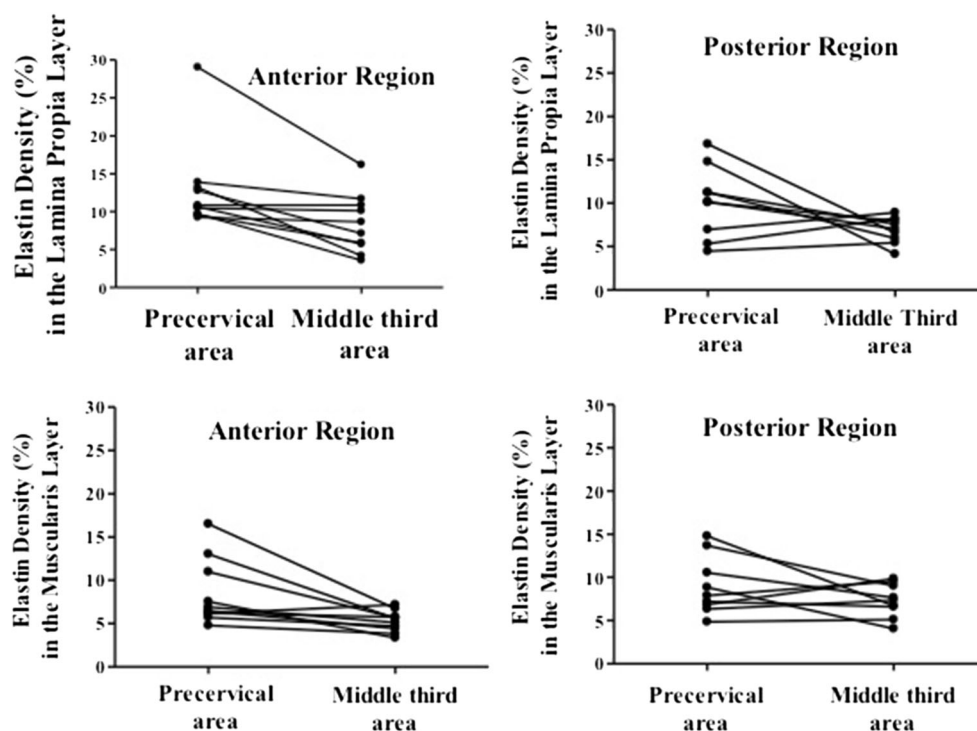 Elastin Density (%)
in the Lamina Propia Layer
Anterior Region
30
25
20
15
10
5
0
Precervical
area
Middle third
area
Elastin Density (%)
in the Lamina Propia Layer
Posterior Region
30
25
20
15
10
5
0
Precervical
area
Middle Third
area
Elastin Density (%)
in the Muscularis Layer
Anterior Region
30
25
20
15
10
5
0
Precervical
area
Middle third
area
Elastin Density (%)
in the Muscularis Layer
Posterior Region
30
25
20
15
10
5
0
Precervical
area
Middle third
area